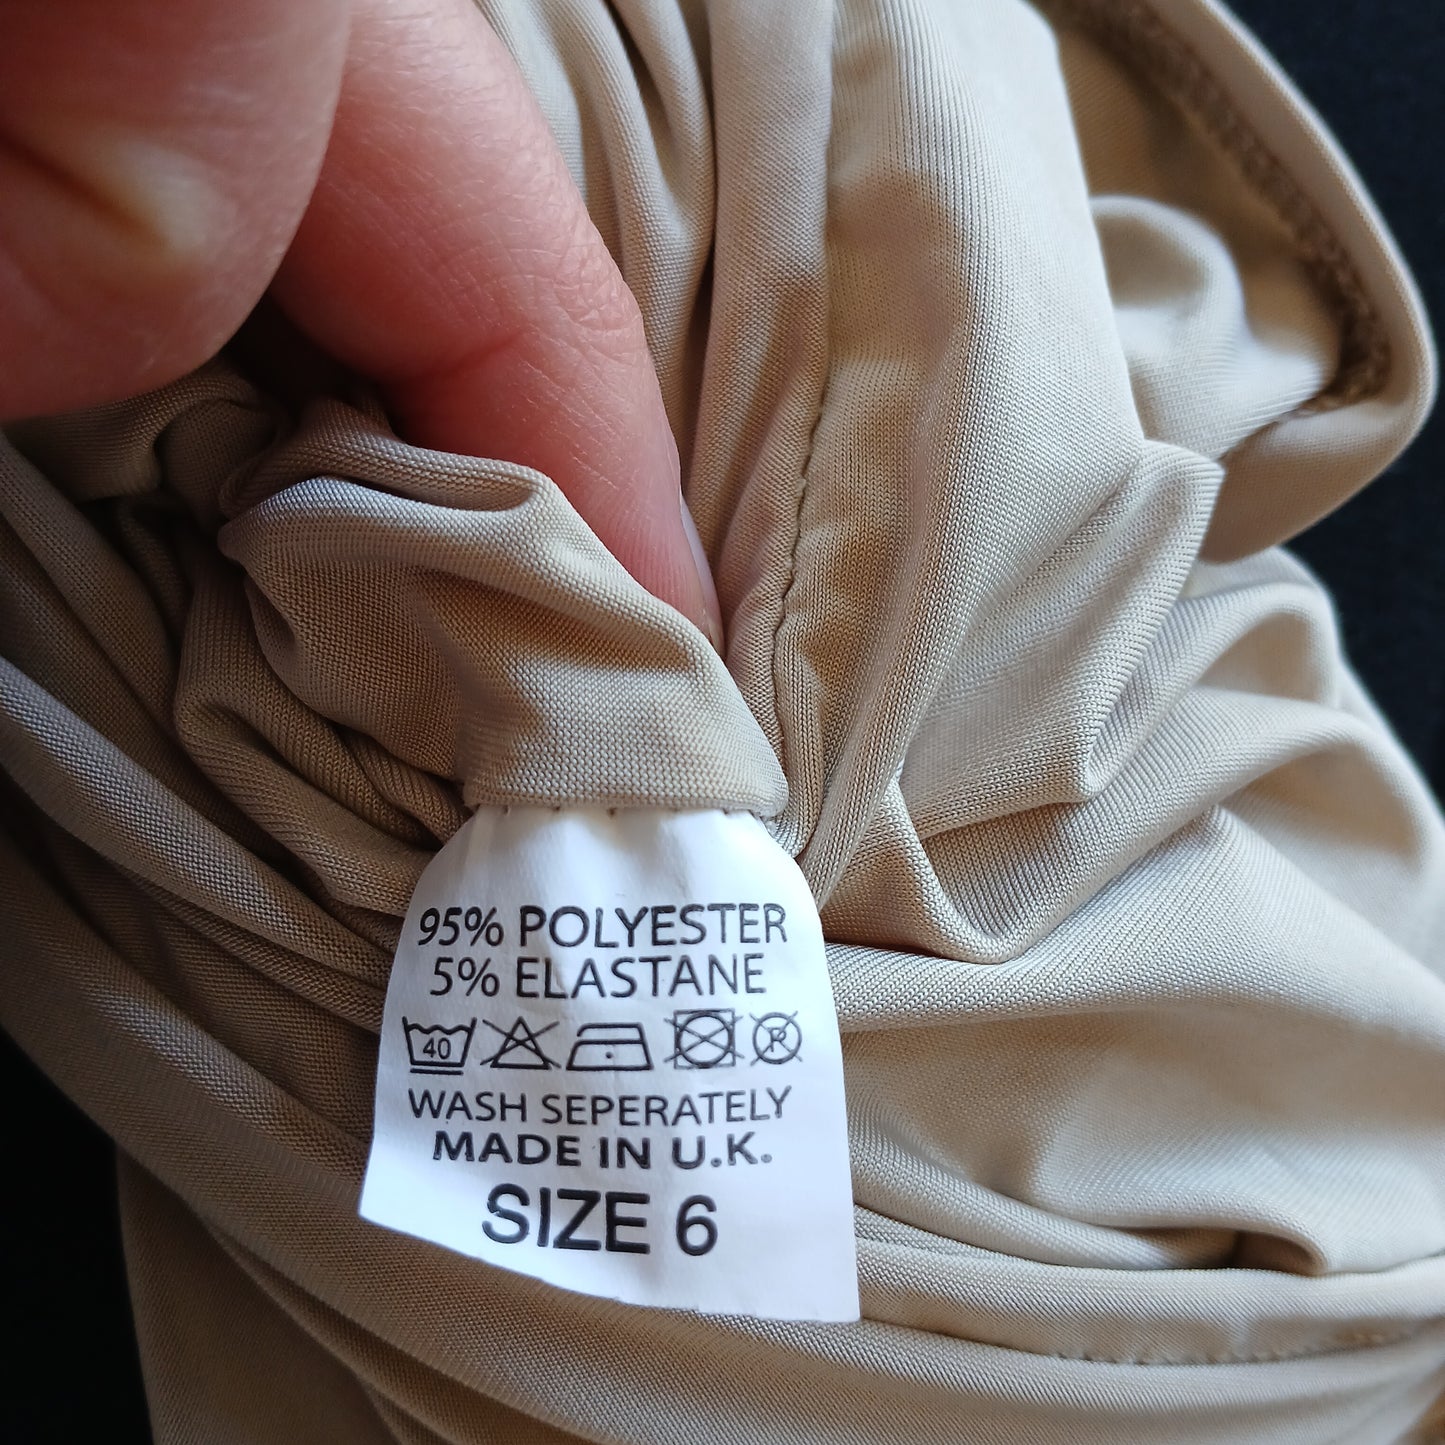 95% POLYESTER
5% ELASTANE
40 P
WASH SEPERATELY
MADE IN U.K.
SIZE 6